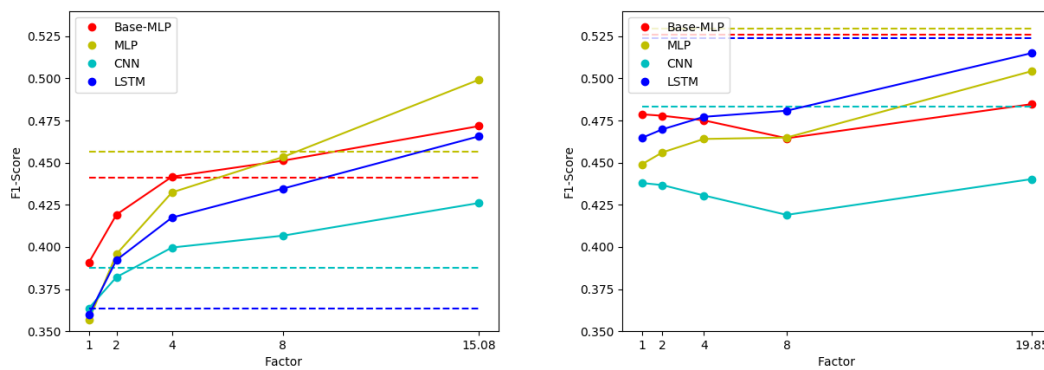 Base-MLP
MLP
CNN
LSTM
0.525
0.500
0.475
0.450
0.425
0.400
0.375
0.350
F1-Score
1 2 4 8 15.08
Factor
Base-MLP
MLP
CNN
LSTM
0.525
0.500
0.475
0.450
0.425
0.400
0.375
0.350
F1-Score
1 2 4 8 19.85
Factor